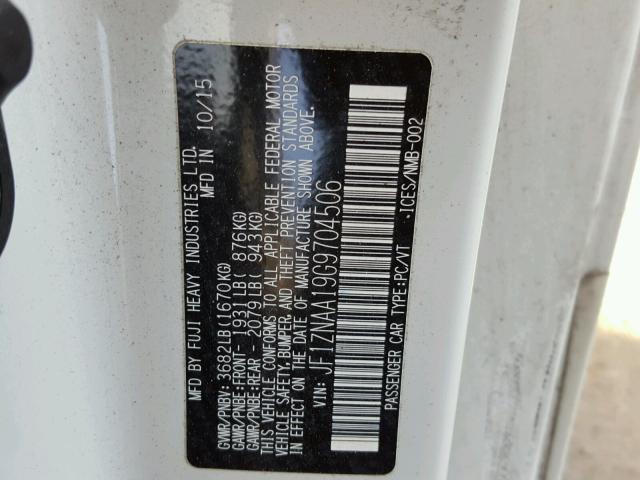 MFD BY FUJI HEAVY INDUSTRIES LTD.
MFD IN 10/15
GVWR/PNBV: 3682LB(1670KG)
GAWR/PNBE:FRONT- 1931LB( 876KG)
GAWR/PNBE:REAR - 2079LB( 943KG)
THIS VEHICLE CONFORMS TO ALL APPLICABLE FEDERAL MOTOR
VEHICLE SAFETY,BUMPER,AND THEFT PREVENTION STANDARDS
IN EFFECT ON THE DATE OF MANUFACTURE SHOWN ABOVE.
VIN: JF1ZNAA19G9704506
PASSENGER CAR TYPE:PC/VT
ICES/NMB-002